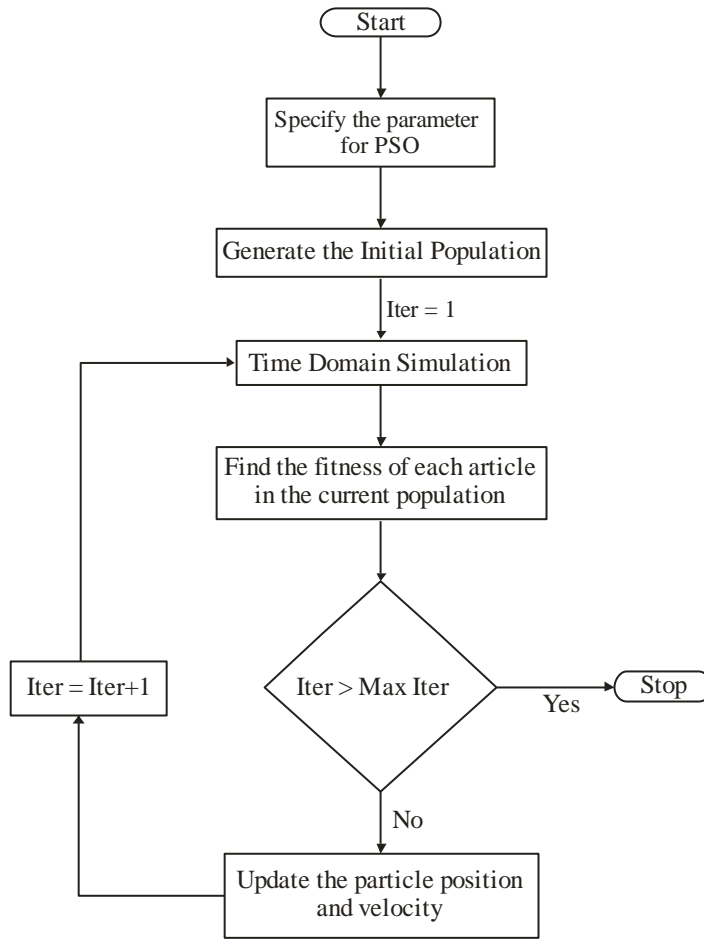 Start
Specify the parameter
for PSO
Generate the Initial Population
Iter = 1
Time Domain Simulation
Find the fitness of each article
in the current population
Iter > Max Iter
Yes
Stop
No
Update the particle position
and velocity
Iter = Iter+1